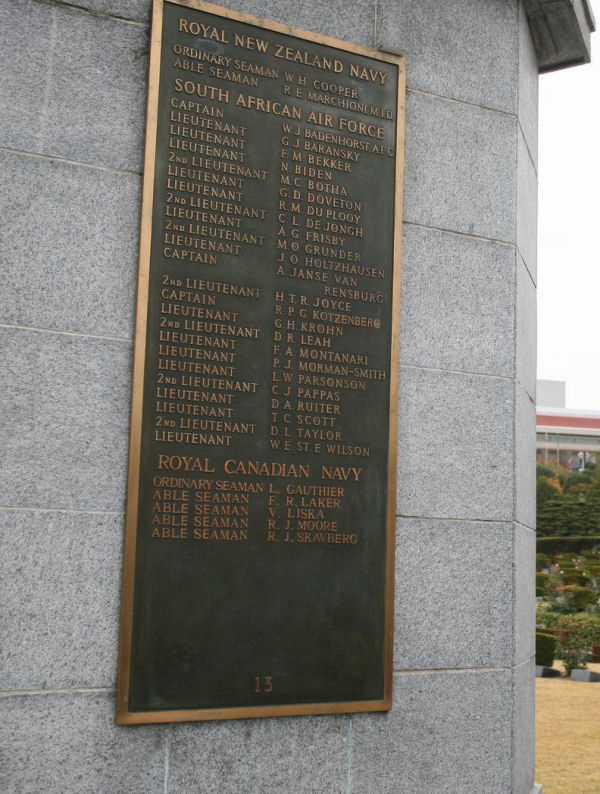 ROYAL NEW ZEALAND NAVY
ORDINARY SEAMAN W. H. COOPER
ABLE SEAMAN R. E. MARCHIONI. M.I.D
SOUTH AFRICAN AIR FORCE
CAPTAIN W. J. BADENHORST. A.F.C
LIEUTENANT G. J. BARANSKY
LIEUTENANT F. M. BEKKER
LIEUTENANT N. BIDEN
2ND LIEUTENANT M. C. BOTHA
LIEUTENANT G. D. DOVETON
LIEUTENANT R. M. DU PLOOY
2ND LIEUTENANT C. L. DE JONGH
LIEUTENANT A. G. FRISBY
2ND LIEUTENANT M. O. GRUNDER
LIEUTENANT J. O. HOLTZHAUSEN
CAPTAIN A. JANSE VAN
RENSBURG
2ND LIEUTENANT H. T. R. JOYCE
CAPTAIN R. P. G. KOTZENBERG
LIEUTENANT G. H. KROHN
2ND LIEUTENANT D. R. LEAH
LIEUTENANT F. A. MONTANARI
LIEUTENANT P. J. MORMAN-SMITH
LIEUTENANT L. W. PARSONSON
2ND LIEUTENANT C. J. PAPPAS
LIEUTENANT D. A. RUITER
LIEUTENANT T. C. SCOTT
2ND LIEUTENANT D. L. TAYLOR
LIEUTENANT W. E. ST. E. WILSON
ROYAL CANADIAN NAVY
ORDINARY SEAMAN L. GAUTHIER
ABLE SEAMAN F. R. LAKER
ABLE SEAMAN V. LISKA
ABLE SEAMAN R. J. MOORE
ABLE SEAMAN R. J. SKAVBERG
13